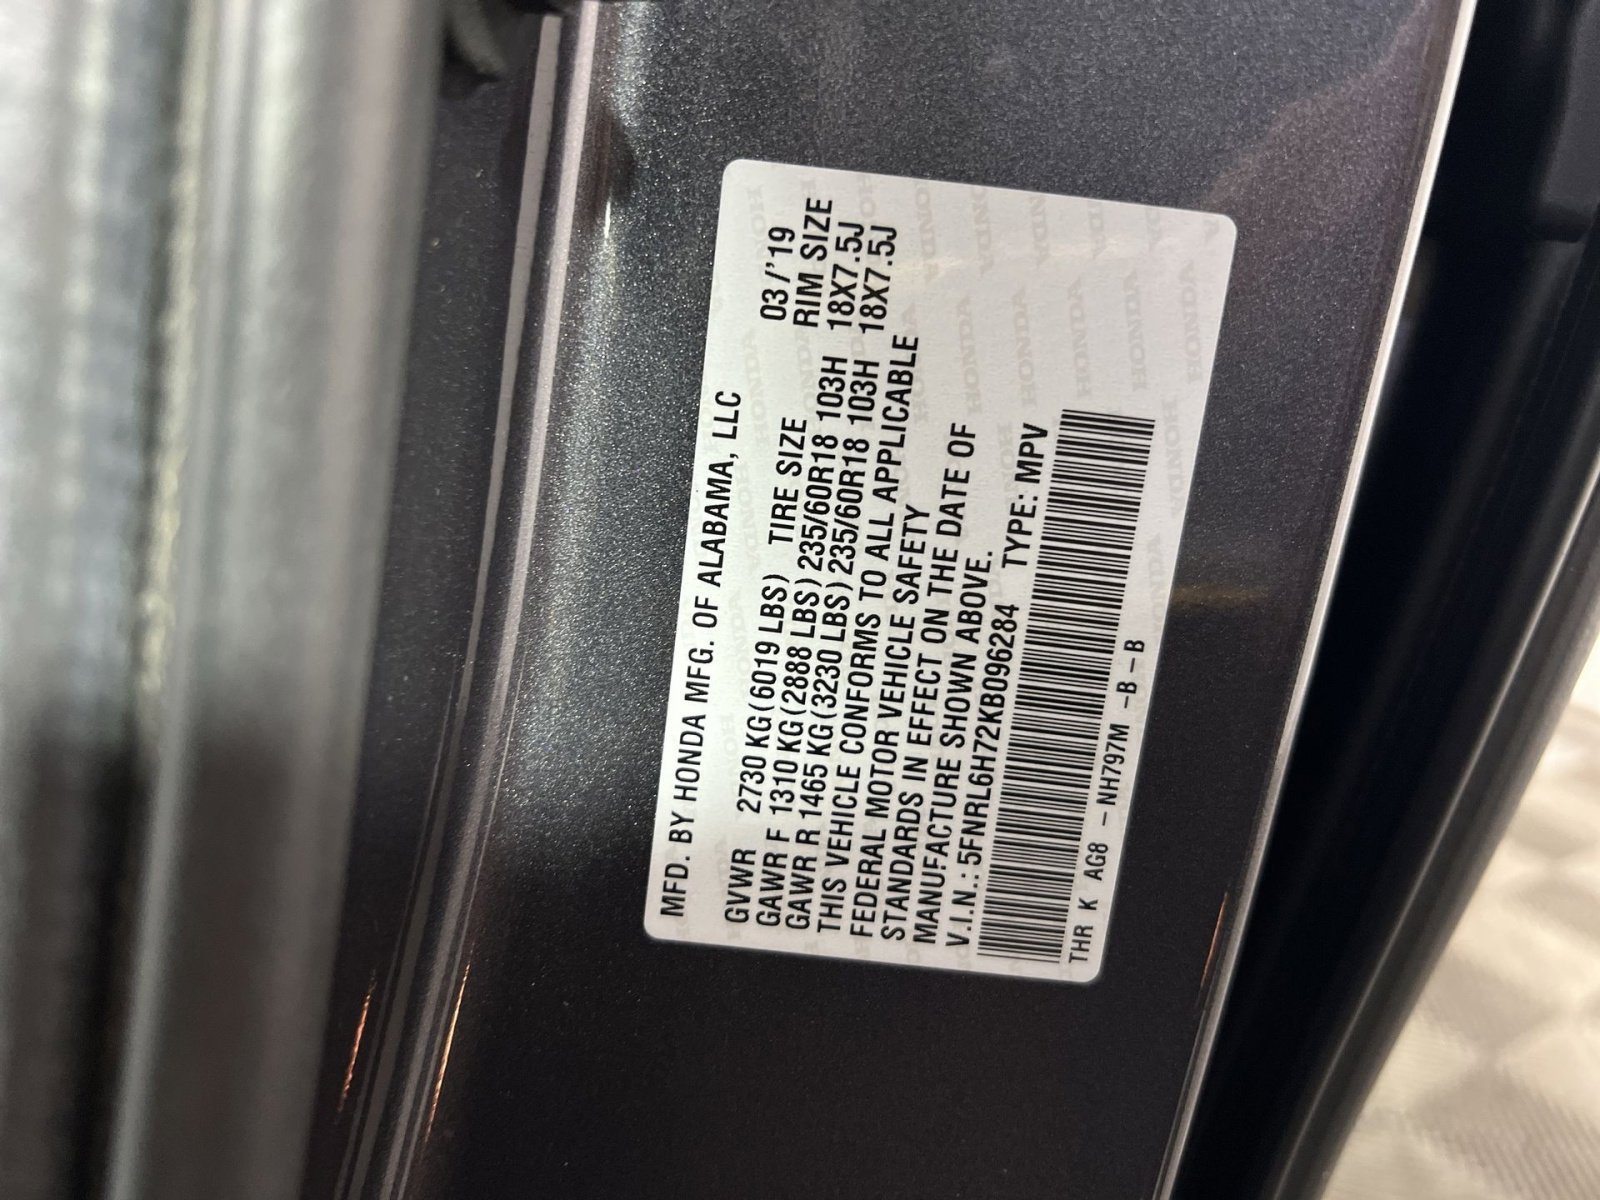 MFD. BY HONDA MFG. OF ALABAMA, LLC
03/'19
GVWR 2730 KG(6019 LBS) TIRE SIZE RIM SIZE
GAWR F 1310 KG(2888 LBS) 235/60R18 103H 18X7.5J
GAWR R 1465 KG(3230 LBS) 235/60R18 103H 18X7.5J
THIS VEHICLE CONFORMS TO ALL APPLICABLE
FEDERAL MOTOR VEHICLE SAFETY
STANDARDS IN EFFECT ON THE DATE OF
MANUFACTURE SHOWN ABOVE.
V.I.N.:5FNRL6H72KB096284 TYPE: MPV
THR K AG8 - NH797M -B-B